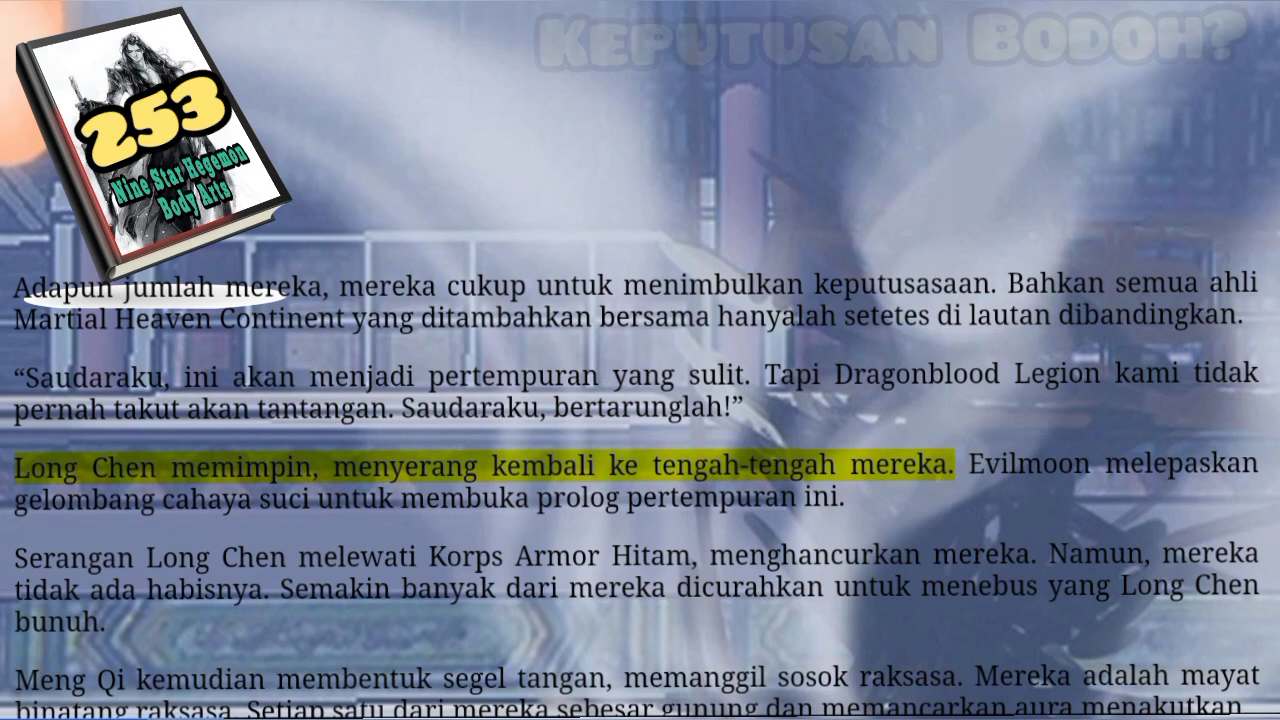 Keputusan Bodoh?
253
Nine Star Hegemon
Body Arts
Adapun jumlah mereka, mereka cukup untuk menimbulkan keputusasaan. Bahkan semua ahli
Martial Heaven Continent yang ditambahkan bersama hanyalah setetes di lautan dibandingkan.
“Saudaraku, ini akan menjadi pertempuran yang sulit. Tapi Dragonblood Legion kami tidak
pernah takut akan tantangan. Saudaraku, bertarunglah!”
Long Chen memimpin, menyerang kembali ke tengah-tengah mereka. Evilmoon melepaskan
gelombang cahaya suci untuk membuka prolog pertempuran ini.
Serangan Long Chen melewati Korps Armor Hitam, menghancurkan mereka. Namun, mereka
tidak ada habisnya. Semakin banyak dari mereka dicurahkan untuk menebus yang Long Chen
bunuh.
Meng Qi kemudian membentuk segel tangan, memanggil sosok raksasa. Mereka adalah mayat
binatang raksasa. Setiap satu dari mereka sebesar gunung dan memancarkan aura menakutkan